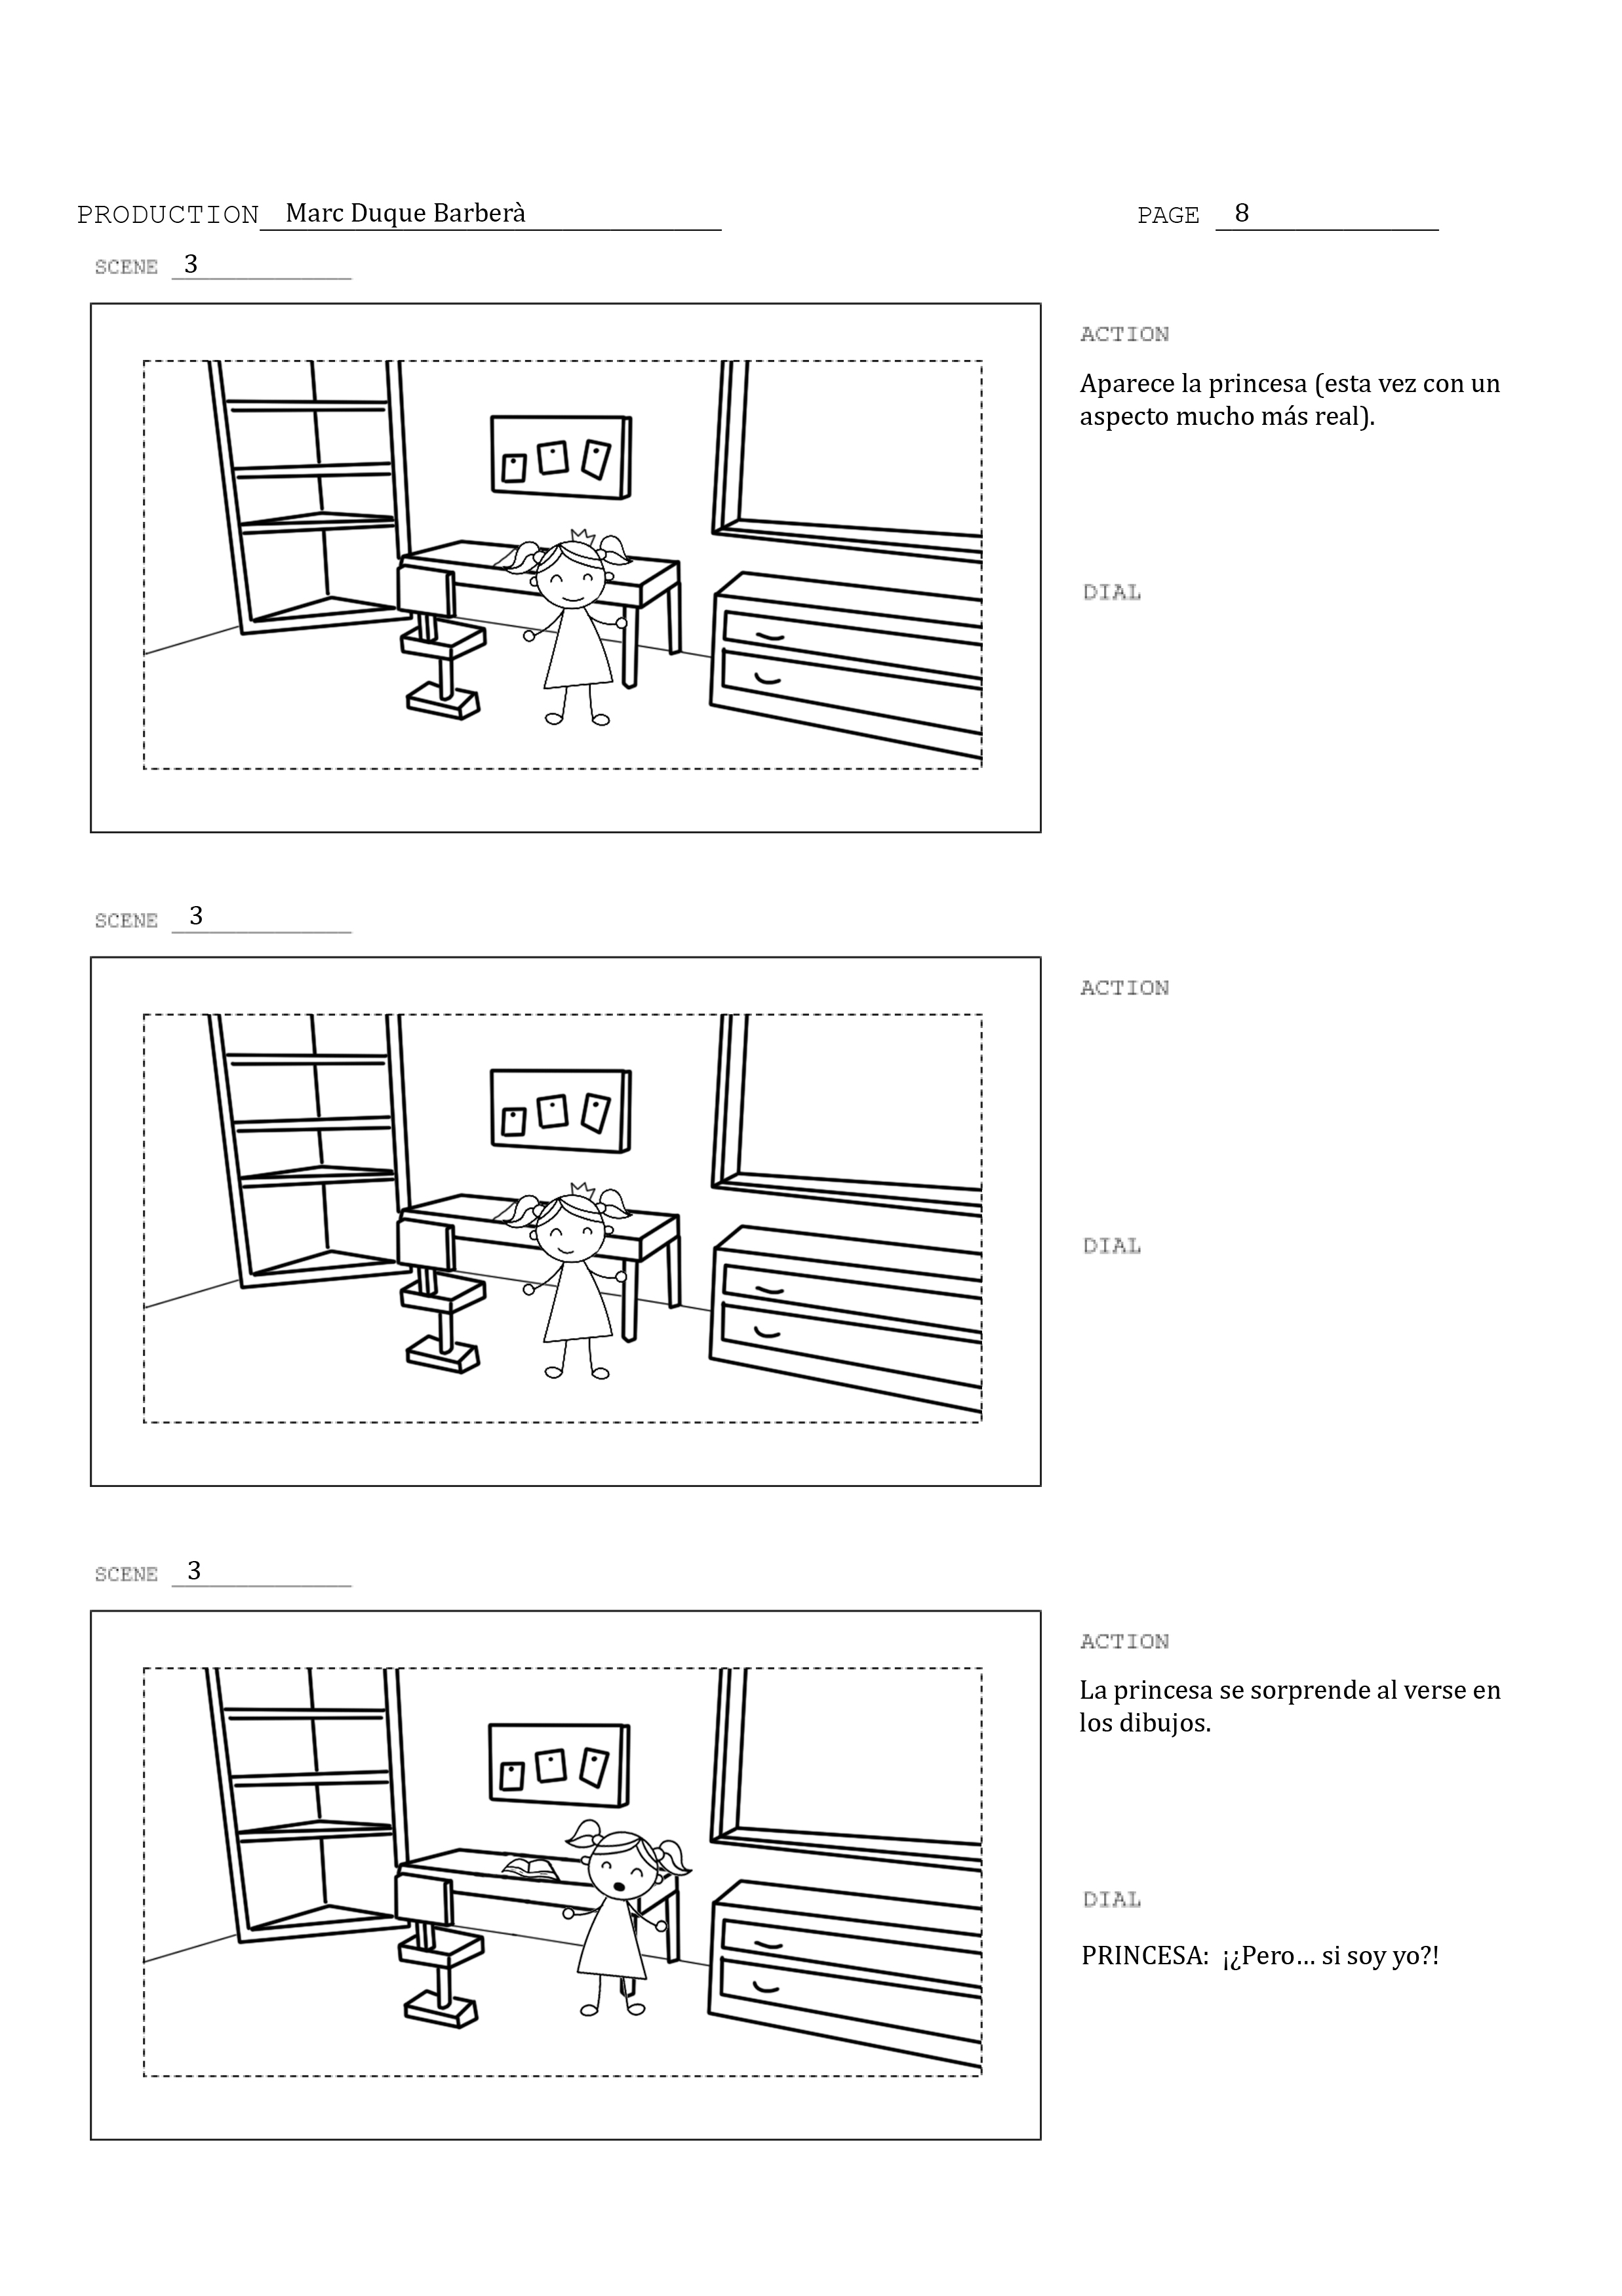 PRODUCTION Marc Duque Barberà PAGE 8
SCENE 3
ACTION
Aparece la princesa (esta vez con un
aspecto mucho más real).
DIAL
SCENE 3
ACTION
DIAL
SCENE 3
ACTION
La princesa se sorprende al verse en
los dibujos.
DIAL
PRINCESA: ¡¿Pero... si soy yo?!